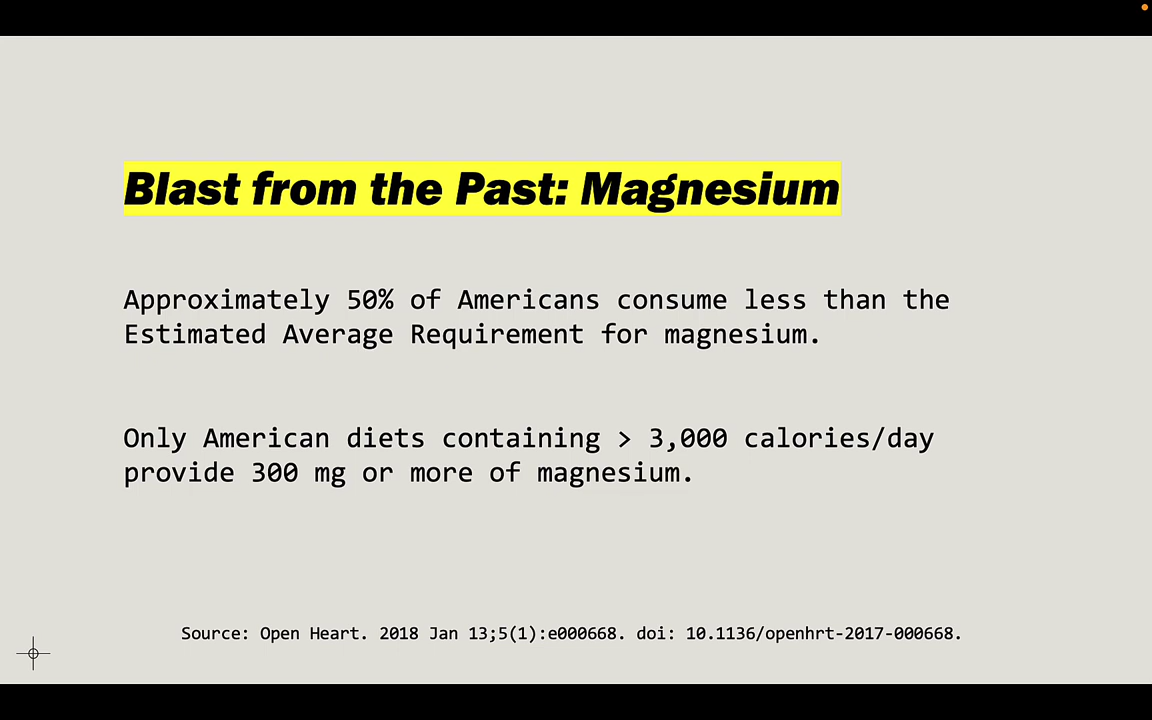 Blast from the Past: Magnesium
Approximately 50% of Americans consume less than the
Estimated Average Requirement for magnesium.
Only American diets containing > 3,000 calories/day
provide 300 mg or more of magnesium.
Source: Open Heart. 2018 Jan 13;5(1):e000668. doi: 10.1136/openhrt-2017-000668.